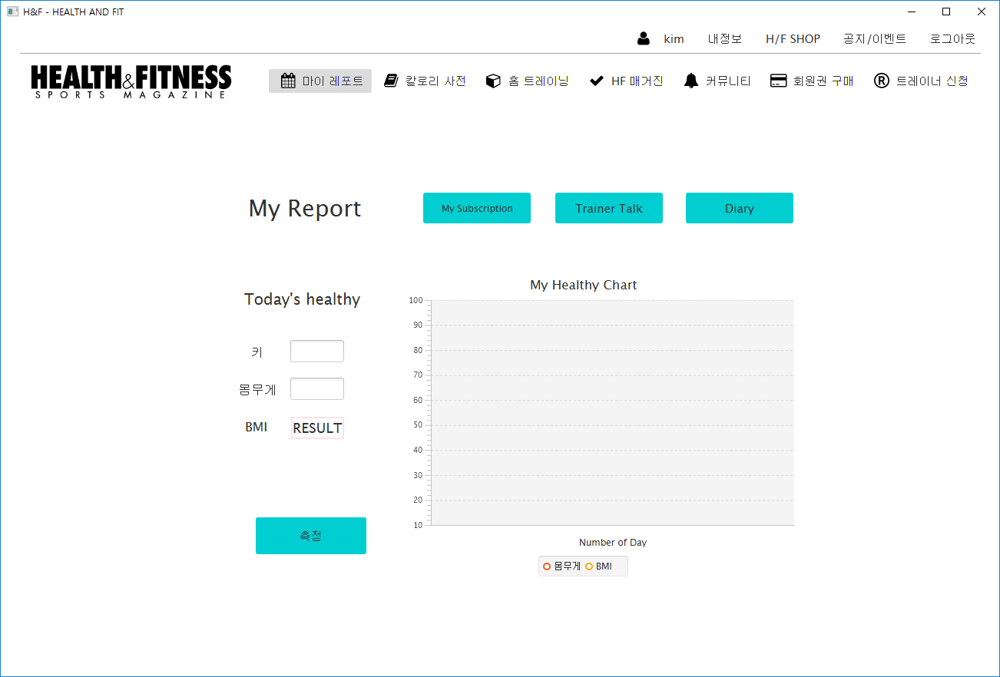 H&F - HEALTH AND FIT
kim 내정보 H/F SHOP 공지/이벤트 로그아웃
HEALTH&FITNESS
SPORTS MAGAZINE
마이 레포트 칼로리 사전 홈 트레이닝 HF 매거진 커뮤니티 회원권 구매 ® 트레이너 신청
My Report My Subscription Trainer Talk Diary
My Healthy Chart
Today's healthy
키
몸무게
BMI RESULT
측정
100
90
80
70
60
50
40
30
20
10
Number of Day
몸무게 BMI